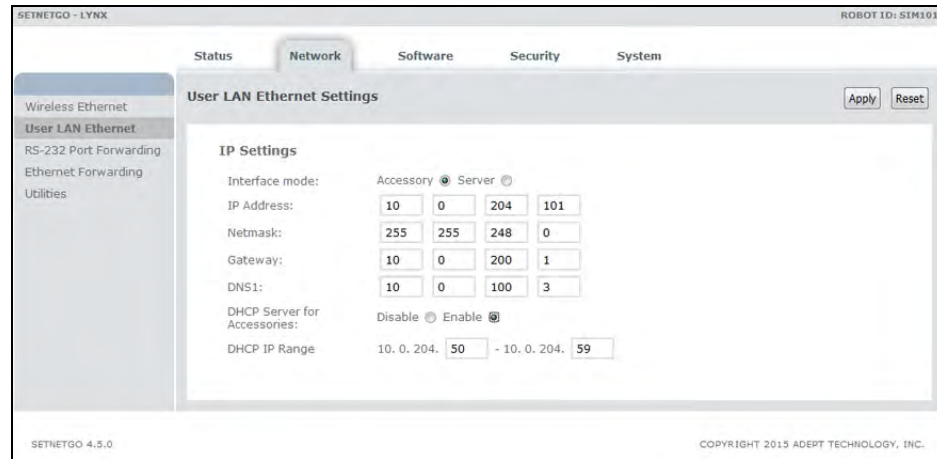 SETNETGO - LYNX ROBOT ID: SIM101
Status Network Software Security System
Wireless Ethernet
User LAN Ethernet
RS-232 Port Forwarding
Ethernet Forwarding
Utilities
User LAN Ethernet Settings Apply Reset
IP Settings
Interface mode: Accessory Server
IP Address: 10 0 204 101
Netmask: 255 255 248 0
Gateway: 10 0 200 1
DNS1: 10 0 100 3
DHCP Server for
Accessories: Disable Enable
DHCP IP Range 10. 0. 204. 50 - 10. 0. 204. 59
SETNETGO 4.5.0 COPYRIGHT 2015 ADEPT TECHNOLOGY, INC.